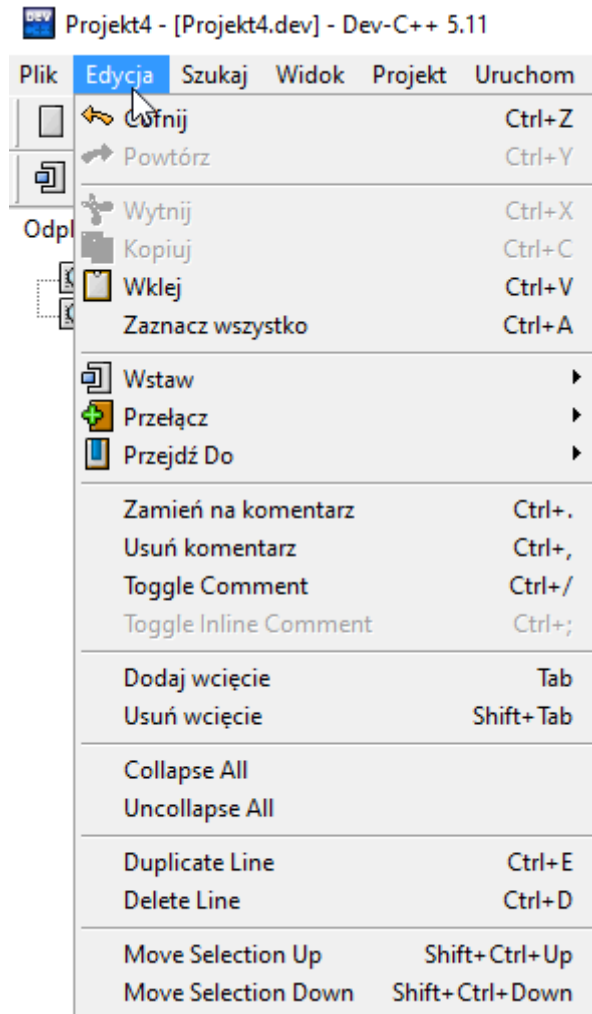 Projekt4 - [Projekt4.dev] - Dev-C++ 5.11
Plik Edycja Szukaj Widok Projekt Uruchom
Cofnij Ctrl+Z
Powtórz Ctrl+Y
Wytnij Ctrl+X
Kopiuj Ctrl+C
Wklej Ctrl+V
Zaznacz wszystko Ctrl+A
Wstaw
Przełącz
Przejdź Do
Zamień na komentarz Ctrl+.
Usuń komentarz Ctrl+,
Toggle Comment Ctrl+/
Toggle Inline Comment Ctrl+;
Dodaj wcięcie Tab
Usuń wcięcie Shift+Tab
Collapse All
Uncollapse All
Duplicate Line Ctrl+E
Delete Line Ctrl+D
Move Selection Up Shift+Ctrl+Up
Move Selection Down Shift+Ctrl+Down